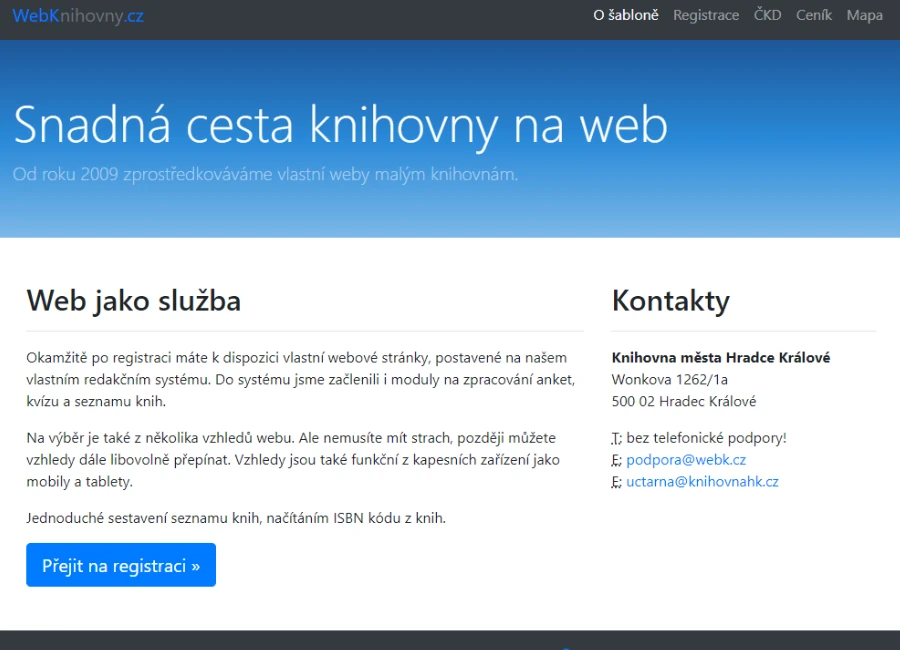 WebKnihovny.cz
O šabloně Registrace ČKD Ceník Mapa
Snadná cesta knihovny na web
Od roku 2009 zprostředkováváme vlastní weby malým knihovnám.
Web jako služba
Okamžitě po registraci máte k dispozici vlastní webové stránky, postavené na našem
vlastním redakčním systému. Do systému jsme začlenili i moduly na zpracování anket,
kvízu a seznamu knih.
Na výběr je také z několika vzhledů webu. Ale nemusíte mít strach, později můžete
vzhledy dále libovolně přepínat. Vzhledy jsou také funkční z kapesních zařízení jako
mobily a tablety.
Jednoduché sestavení seznamu knih, načítáním ISBN kódu z knih.
Přejít na registraci »
Kontakty
Knihovna města Hradce Králové
Wonkova 1262/1a
500 02 Hradec Králové
T: bez telefonické podpory!
E: podpora@webk.cz
E: uctarna@knihovnahk.cz